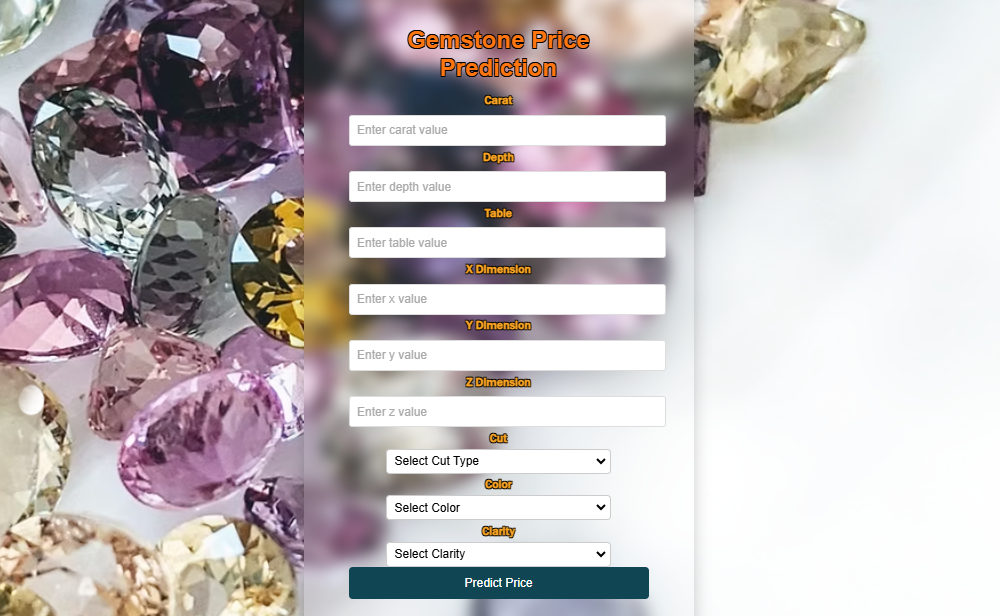 Gemstone Price
Prediction
Carat
Enter carat value
Depth
Enter depth value
Table
Enter table value
X Dimension
Enter x value
Y Dimension
Enter y value
Z Dimension
Enter z value
Cut
Select Cut Type
Color
Select Color
Clarity
Select Clarity
Predict Price